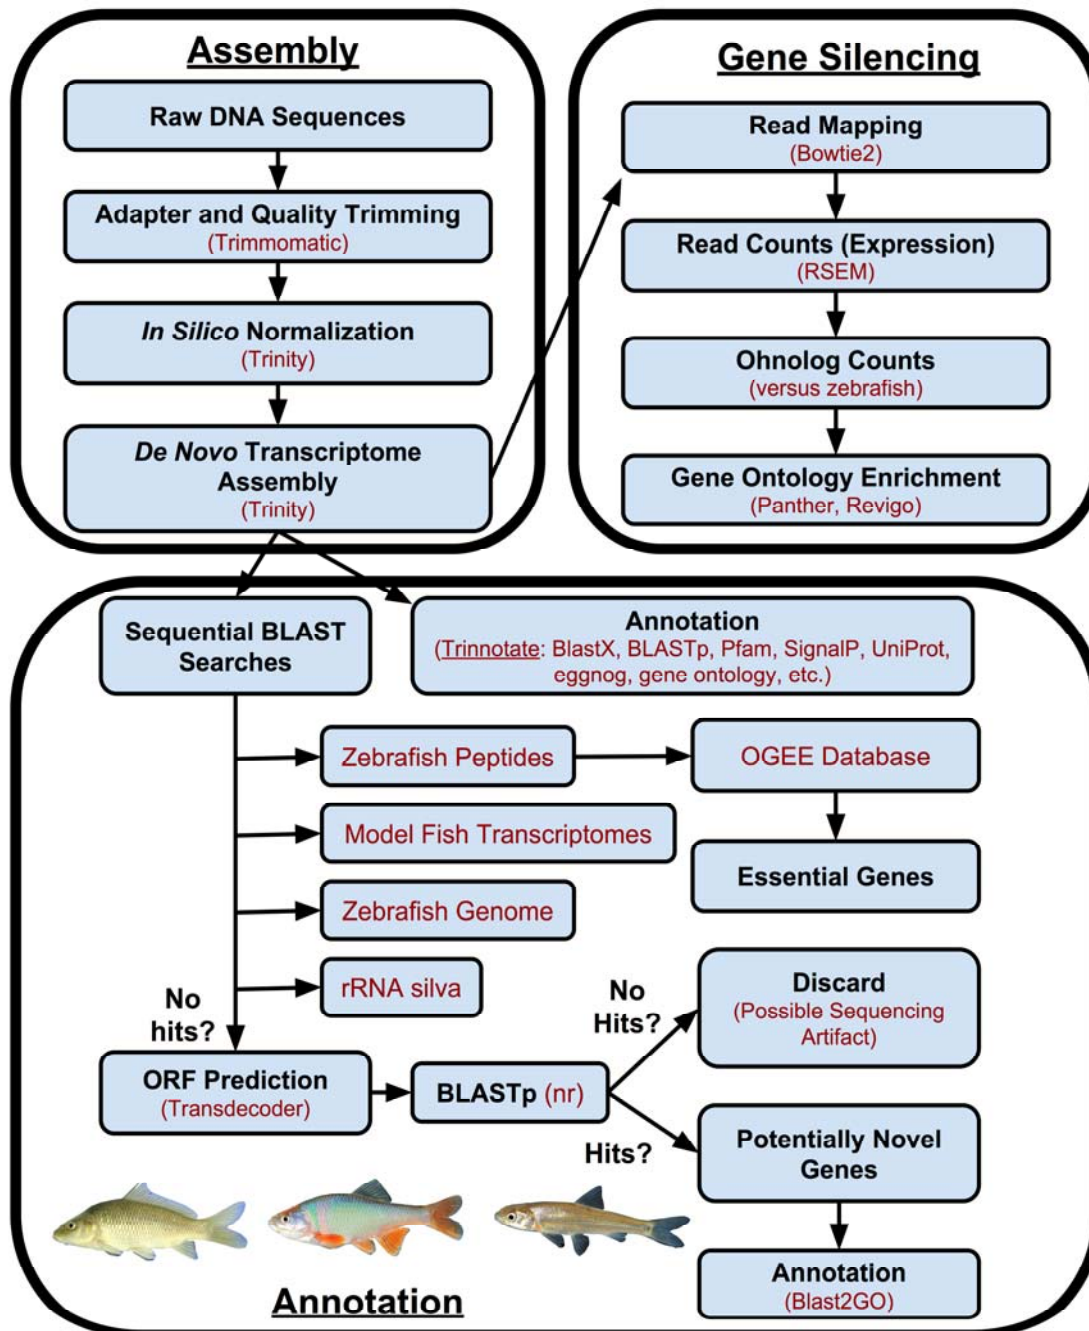 Assembly
Raw DNA Sequences
Adapter and Quality Trimming
(Trimmomatic)
In Silico Normalization
(Trinity)
De Novo Transcriptome
Assembly
(Trinity)
Gene Silencing
Read Mapping
(Bowtie2)
Read Counts (Expression)
(RSEM)
Ohnolog Counts
(versus zebrafish)
Gene Ontology Enrichment
(Panther, Revigo)
Sequential BLAST
Searches
Annotation
(Trinnotate: BlastX, BLASTp, Pfam, SignalP, UniProt,
eggnog, gene ontology, etc.)
Zebrafish Peptides
OGEE Database
Model Fish Transcriptomes
Essential Genes
Zebrafish Genome
rRNA silva
No
hits?
ORF Prediction
(Transdecoder)
BLASTp (nr)
No
Hits?
Discard
(Possible Sequencing
Artifact)
Hits?
Potentially Novel
Genes
Annotation
(Blast2GO)
Annotation